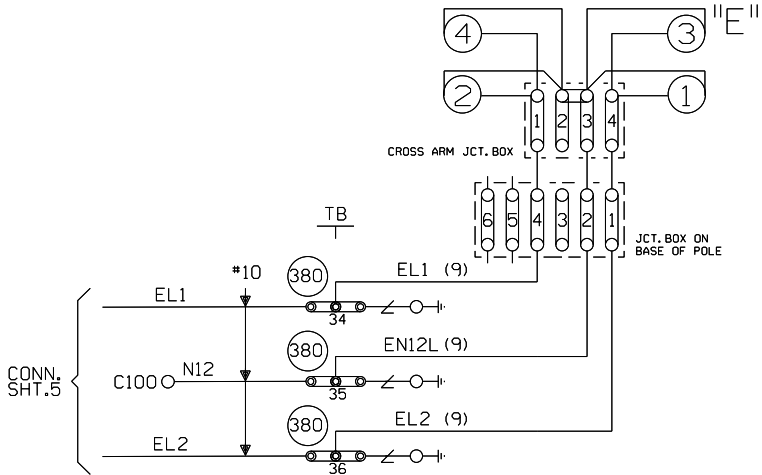 4 3 "E"
2 1
1 2 3 4
CROSS ARM JCT.BOX
6 5 4 3 2 1
JCT.BOX ON
BASE OF POLE
TB
#10
380
EL1 (9)
EL1
34
380
EN12L (9)
CONN.
SHT.5
C100
N12
35
380
EL2 (9)
EL2
36